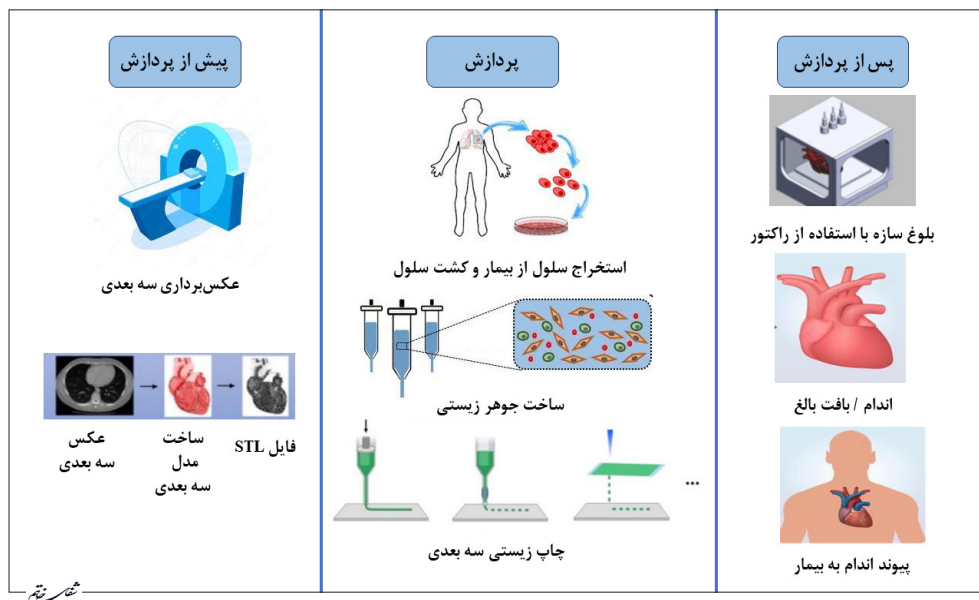 پیش از پردازش
عکس‌برداری سه بعدی
عکس
سه بعدی
ساخت
مدل
سه بعدی
فایل STL
پردازش
استخراج سلول از بیمار و کشت سلول
ساخت جوهر زیستی
...
چاپ زیستی سه بعدی
پس از پردازش
بلوغ سازه با استفاده از راکتور
اندام / بافت بالغ
پیوند اندام به بیمار
شفای خاتم